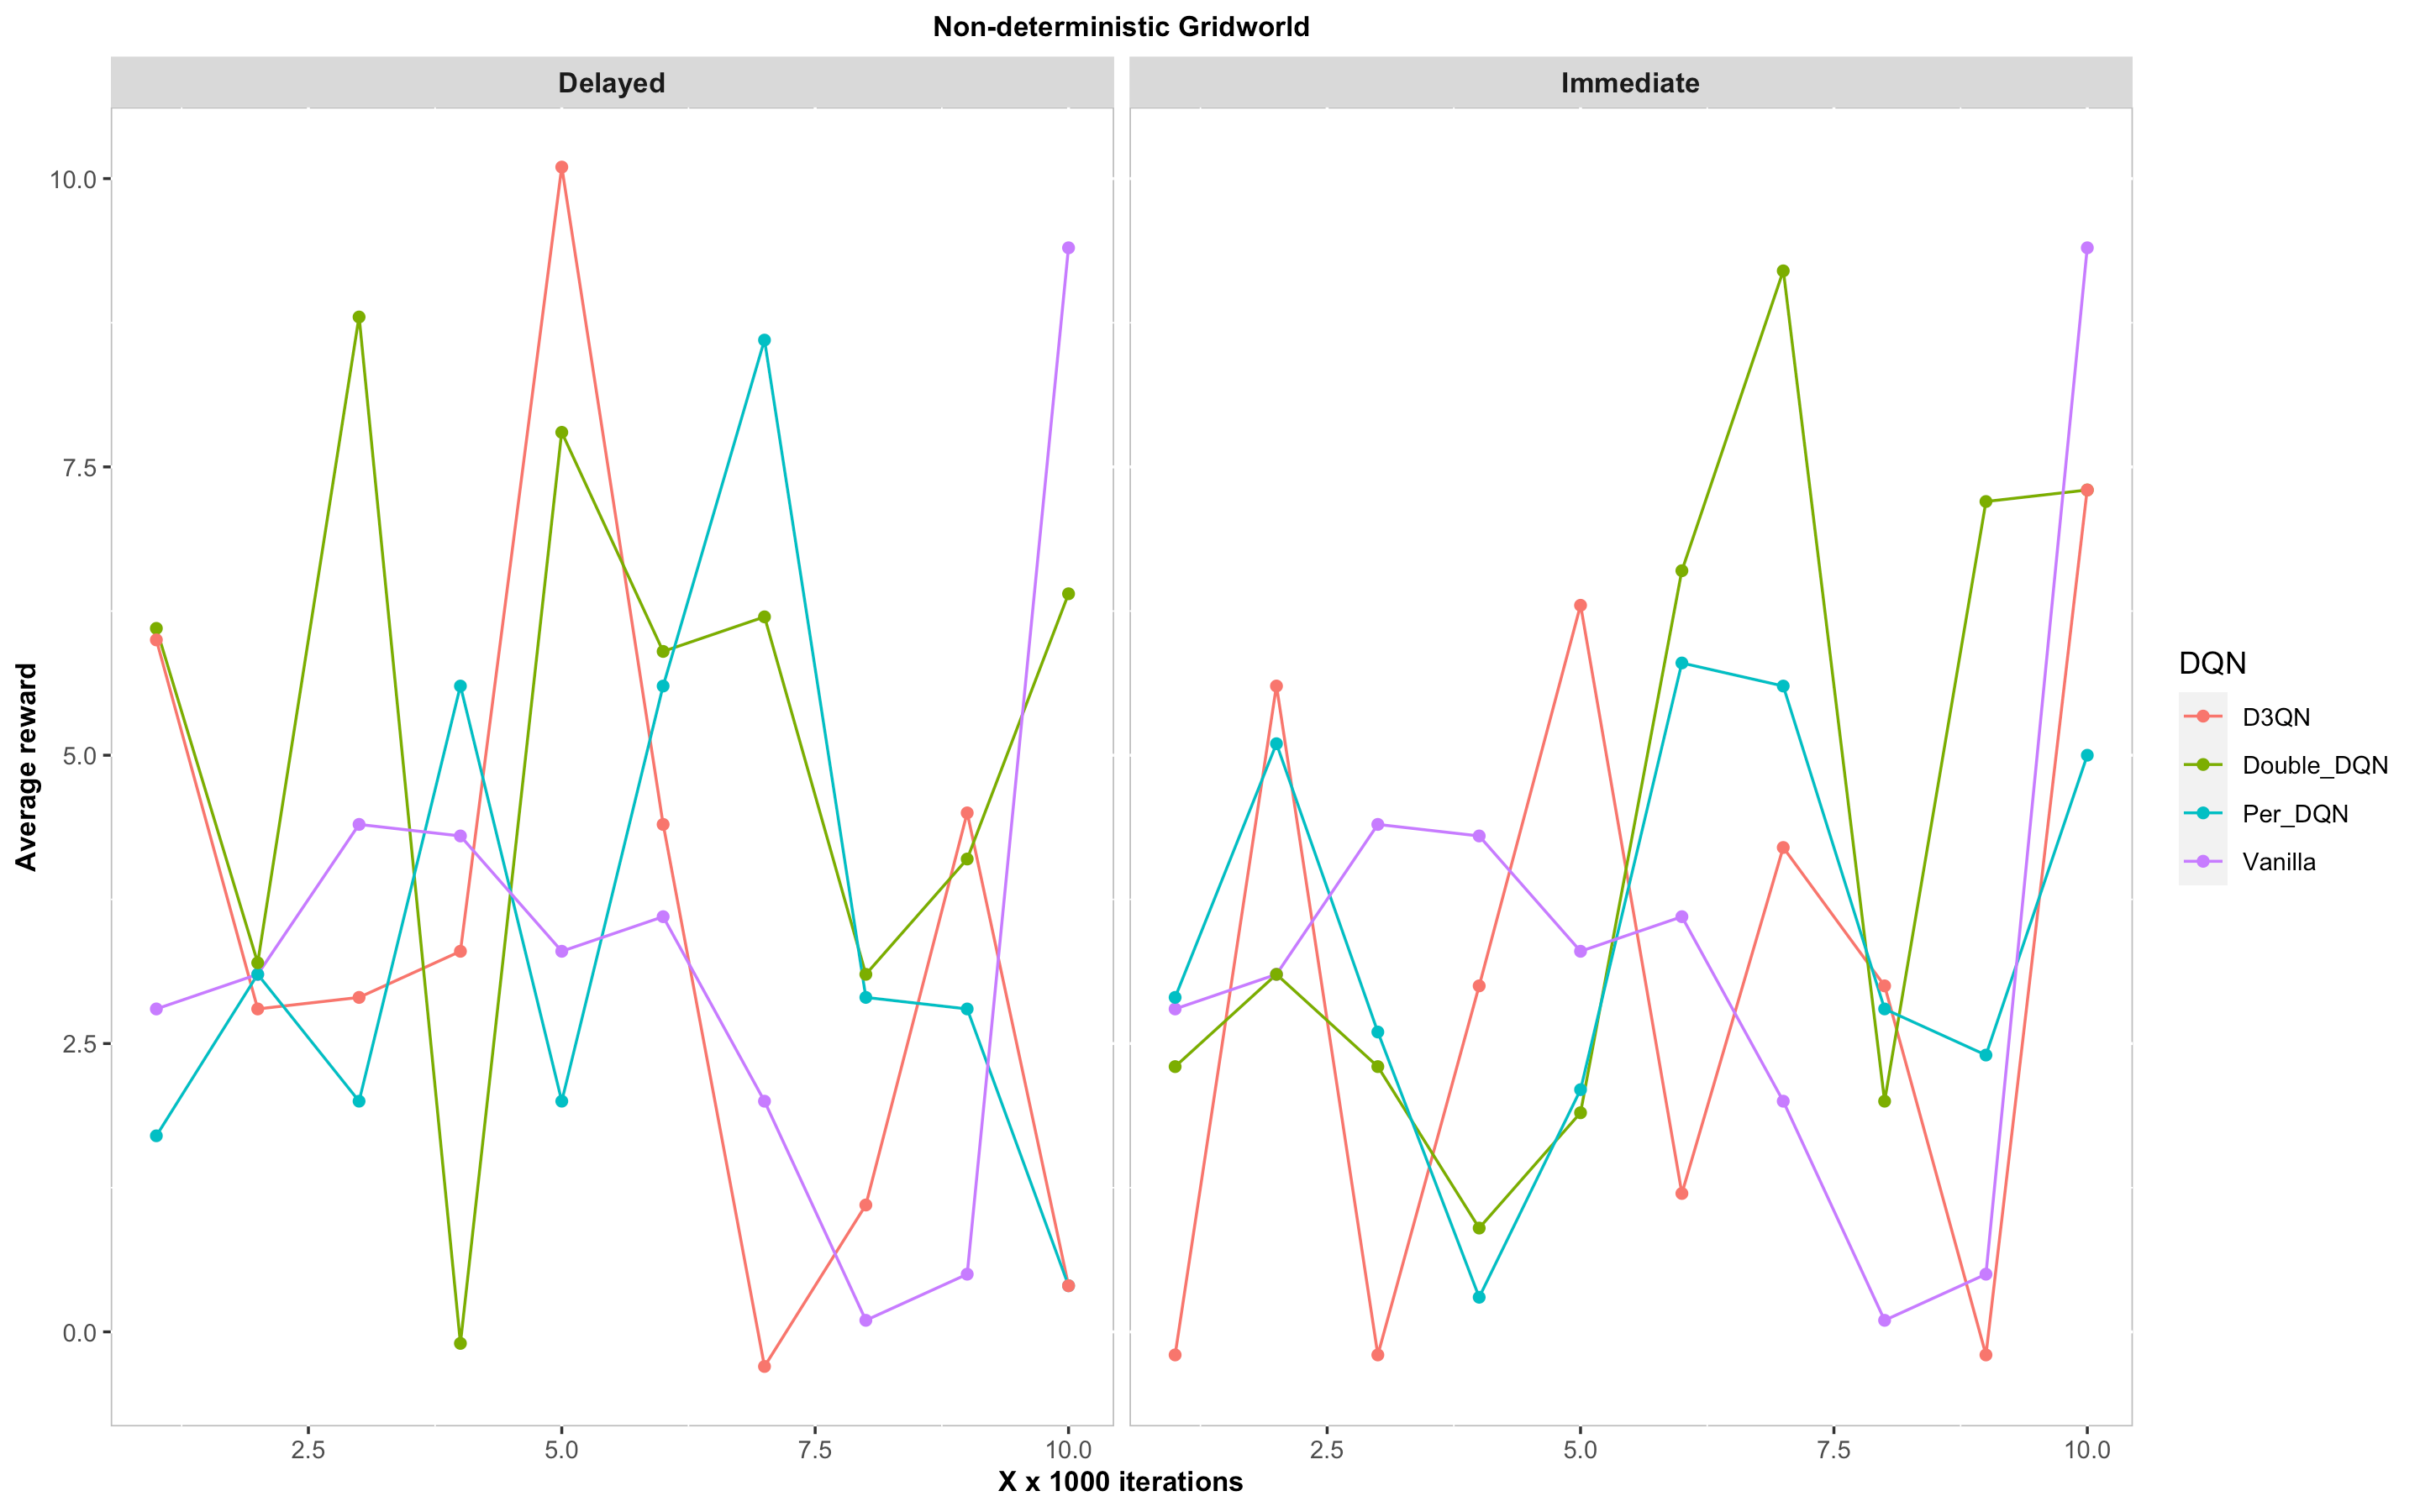 Non-deterministic Gridworld
Delayed
Immediate
10.0
7.5
5.0
2.5
0.0
Average reward
2.5 5.0 7.5 10.0
2.5 5.0 7.5 10.0
X x 1000 iterations
DQN
D3QN
Double_DQN
Per_DQN
Vanilla